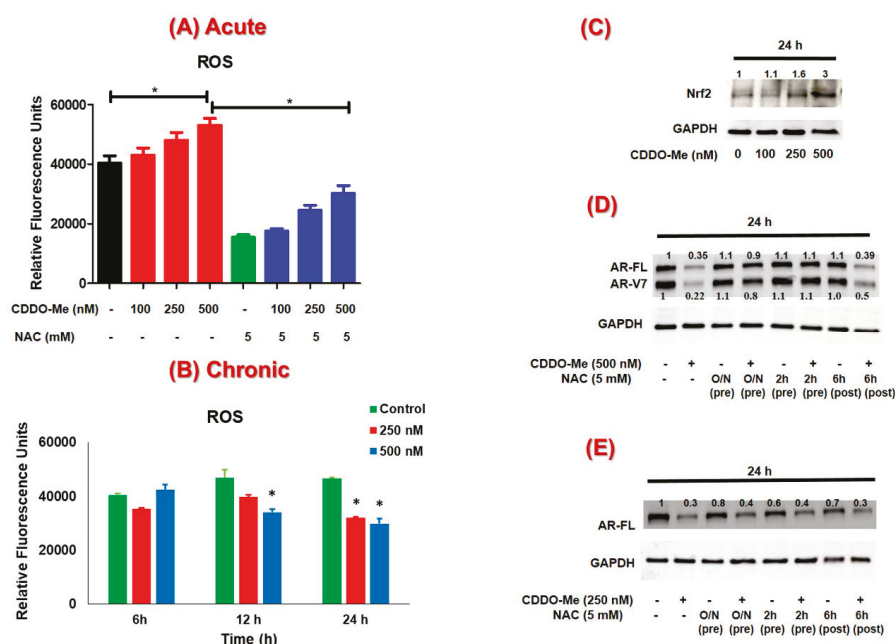 (A) Acute
ROS
*
*
Relative Fluorescence Units
60000
40000
20000
0
CDDO-Me (nM) - 100 250 500 - 100 250 500
NAC (mM) - - - - 5 5 5 5
(B) Chronic
ROS
Control
250 nM
500 nM
Relative Fluorescence Units
60000
40000
20000
0
*
* *
6h 12 h 24 h
Time (h)
(C)
24 h
1 1.1 1.6 3
Nrf2
GAPDH
CDDO-Me (nM) 0 100 250 500
(D)
24 h
1 0.35 1.1 0.9 1.1 1.1 1.1 0.39
AR-FL
AR-V7
1 0.22 1.1 0.8 1.1 1.1 1.0 0.5
GAPDH
CDDO-Me (500 nM) - + - + - + - +
NAC (5 mM) - - O/N O/N 2h 2h 6h 6h
(pre) (pre) (pre) (pre) (post) (post)
(E)
24 h
1 0.3 0.8 0.4 0.6 0.4 0.7 0.3
AR-FL
GAPDH
CDDO-Me (250 nM) - + - + - + - +
NAC (5 mM) - - O/N O/N 2h 2h 6h 6h
(pre) (pre) (pre) (pre) (post) (post)